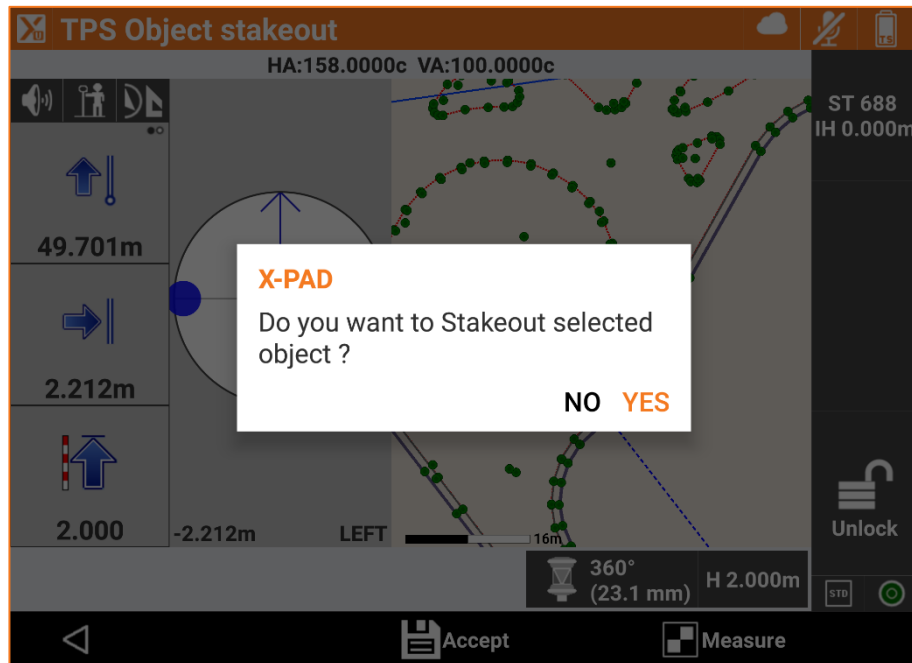 TPS Object stakeout
TS
HA:158.0000c VA:100.0000c
ST 688
IH 0.000m
49.701m
2.212m
2.000
X-PAD
Do you want to Stakeout selected
object ?
NO YES
-2.212m LEFT
16m
Unlock
360°
(23.1 mm)
H 2.000m
STD
Accept
Measure